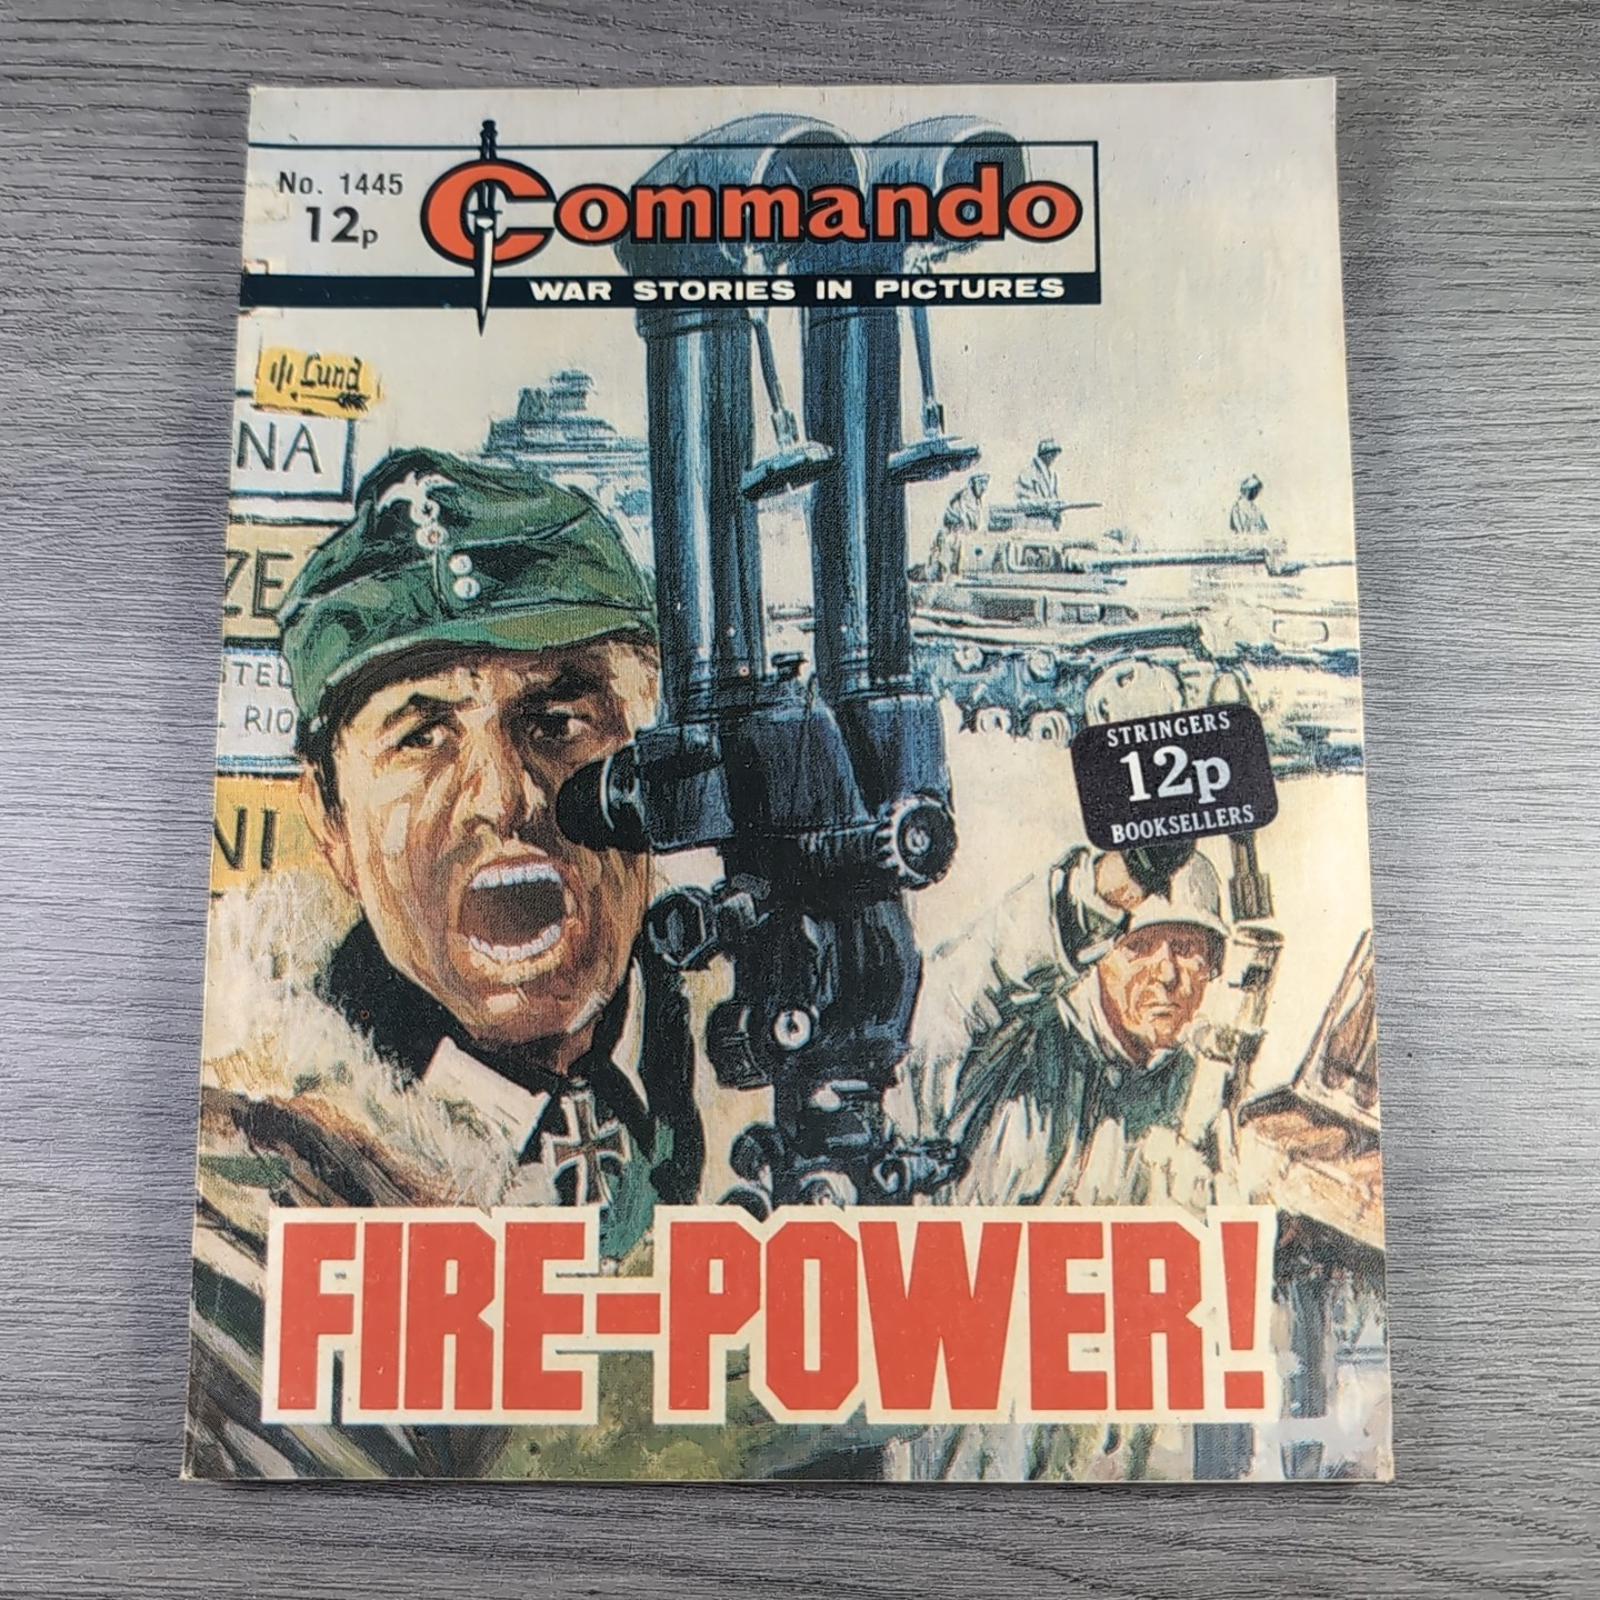 No. 1445
12p
Commando
WAR STORIES IN PICTURES
Lund
NA
ZE
STEL
RIO
NI
STRINGERS
12p
BOOKSELLERS
FIRE-POWER!